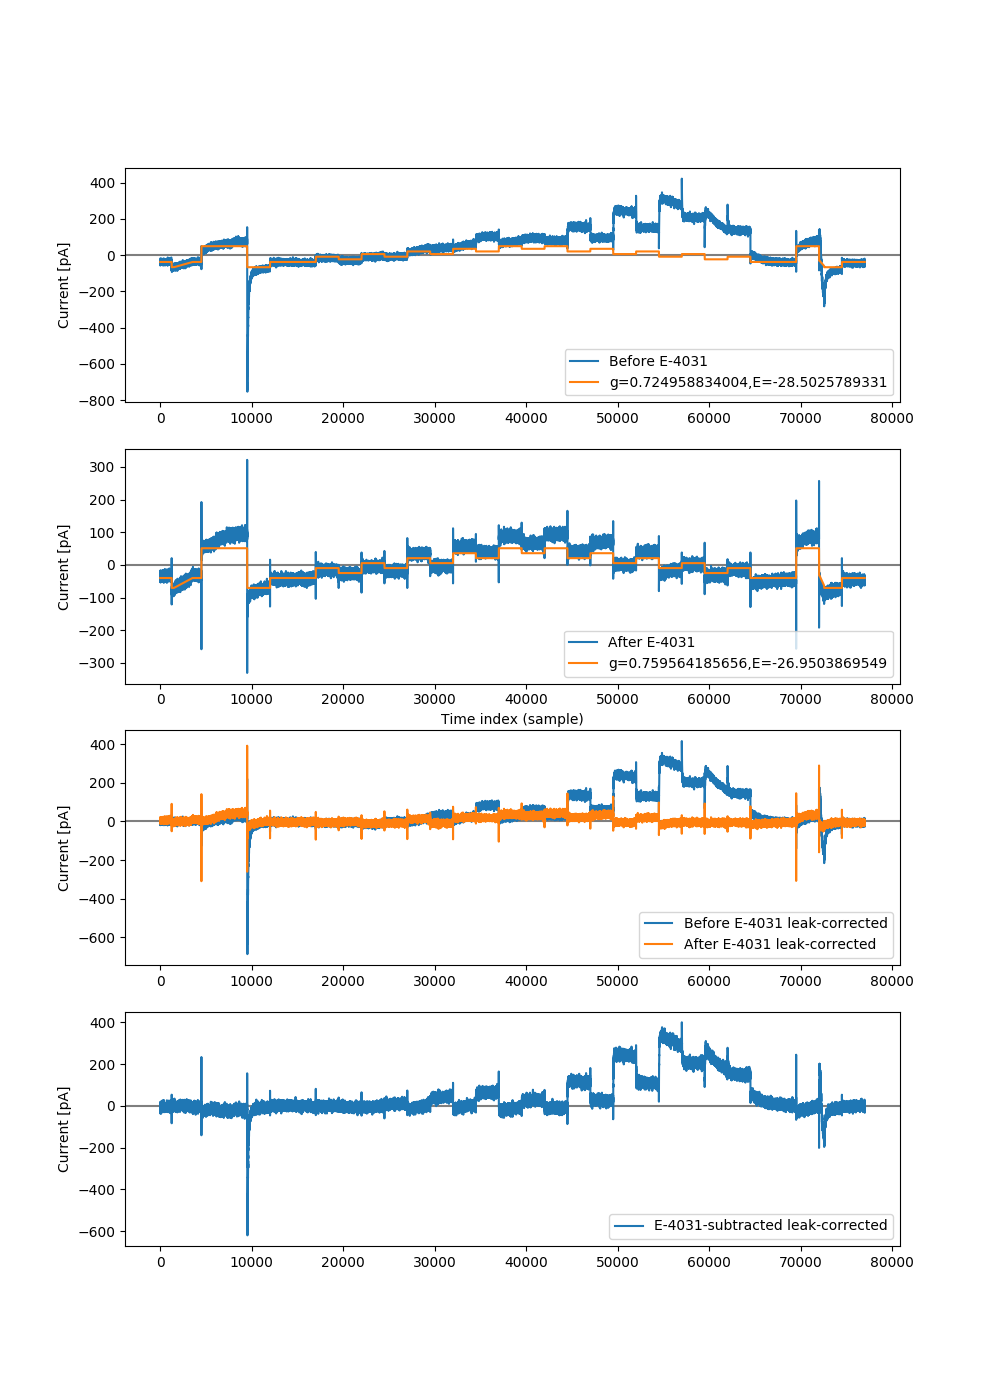 400
200
0
−200
−400
−600
−800
Current [pA]
Before E-4031
g=0.724958834004,E=-28.5025789331
0 10000 20000 30000 40000 50000 60000 70000 80000
300
200
100
0
−100
−200
−300
Current [pA]
After E-4031
g=0.759564185656,E=-26.9503869549
0 10000 20000 30000 40000 50000 60000 70000 80000
Time index (sample)
400
200
0
−200
−400
−600
Current [pA]
Before E-4031 leak-corrected
After E-4031 leak-corrected
0 10000 20000 30000 40000 50000 60000 70000 80000
400
200
0
−200
−400
−600
Current [pA]
E-4031-subtracted leak-corrected
0 10000 20000 30000 40000 50000 60000 70000 80000